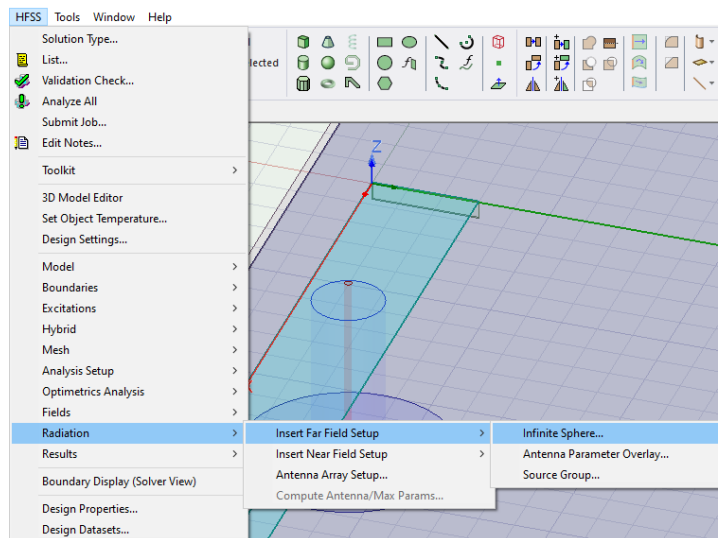 HFSS Tools Window Help
Solution Type...
List...
lected
Validation Check...
Analyze All
Submit Job...
Edit Notes...
Toolkit >
Z
3D Model Editor
Set Object Temperature...
Design Settings...
Model >
Boundaries >
Excitations >
Hybrid >
Mesh >
Analysis Setup >
Optimetrics Analysis >
Fields >
Radiation > Insert Far Field Setup > Infinite Sphere...
Results > Insert Near Field Setup > Antenna Parameter Overlay...
Antenna Array Setup... Source Group...
Boundary Display (Solver View)
Compute Antenna/Max Params...
Design Properties...
Design Datasets...